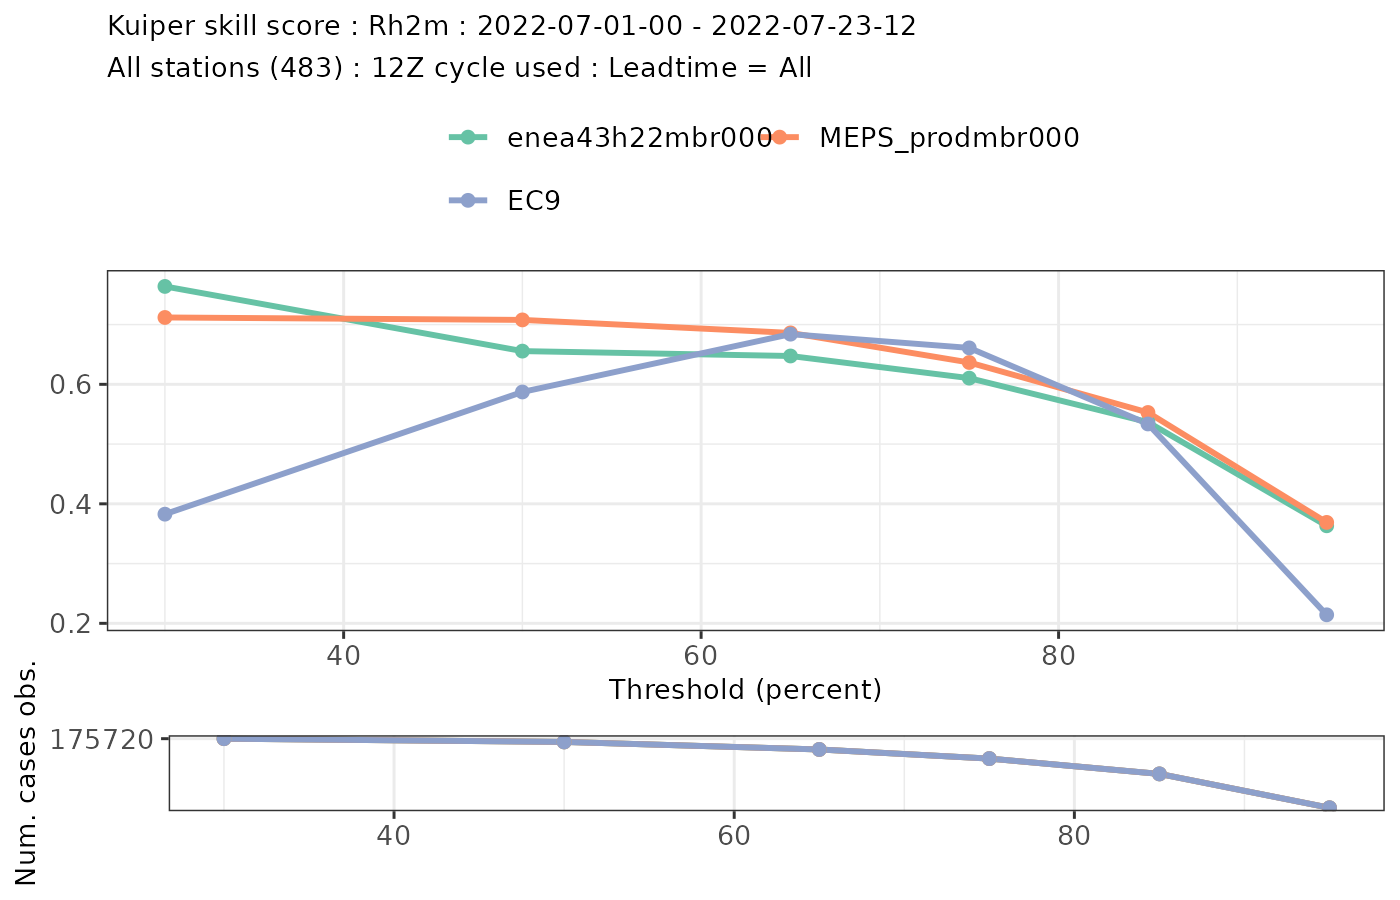 Kuiper skill score : Rh2m : 2022-07-01-00 - 2022-07-23-12
All stations (483) : 12Z cycle used : Leadtime = All
enea43h22mbr000 MEPS_prodmbr000
EC9
0.6
0.4
0.2
40 60 80
Threshold (percent)
Num. cases obs.
175720
40 60 80